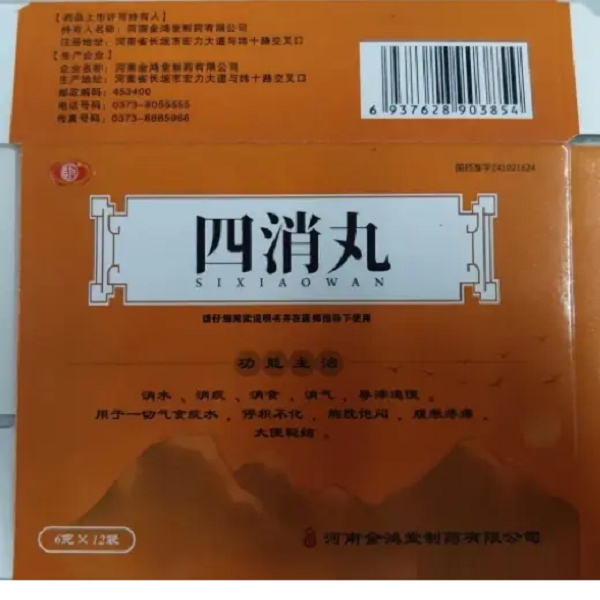 【药品上市许可持有人】
持有人名称：河南金鸿堂制药有限公司
注册地址：河南省长垣市宏力大道与纬十路交叉口
【生产企业】
企业名称：河南金鸿堂制药有限公司
生产地址：河南省长垣市宏力大道与纬十路交叉口
邮政编码：453400
电话号码：0373-8055555
传真号码：0373-8885966
6 937628 903854
国药准字Z41021624
四消丸
SIXIAOWAN
请仔细阅读说明书并在医师指导下使用
功能主治
消水、消痰、消食、消气、导滞通便。
用于一切气食痰水，停积不化，胸脘饱闷，腹胀疼痛，
大便秘结。
6克×12袋
河南金鸿堂制药有限公司